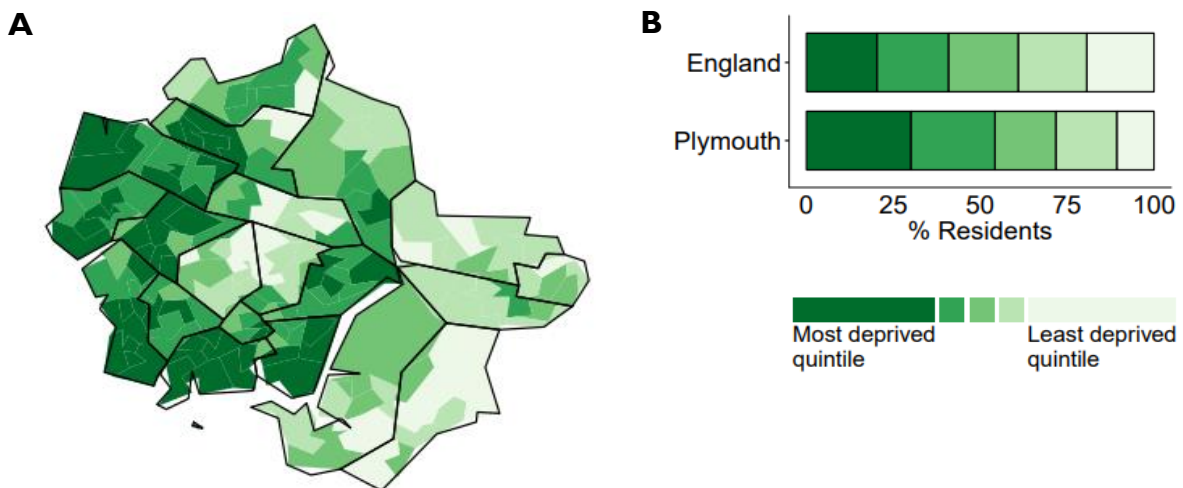 A
B
England
Plymouth
0 25 50 75 100
% Residents
Most deprived
quintile
Least deprived
quintile